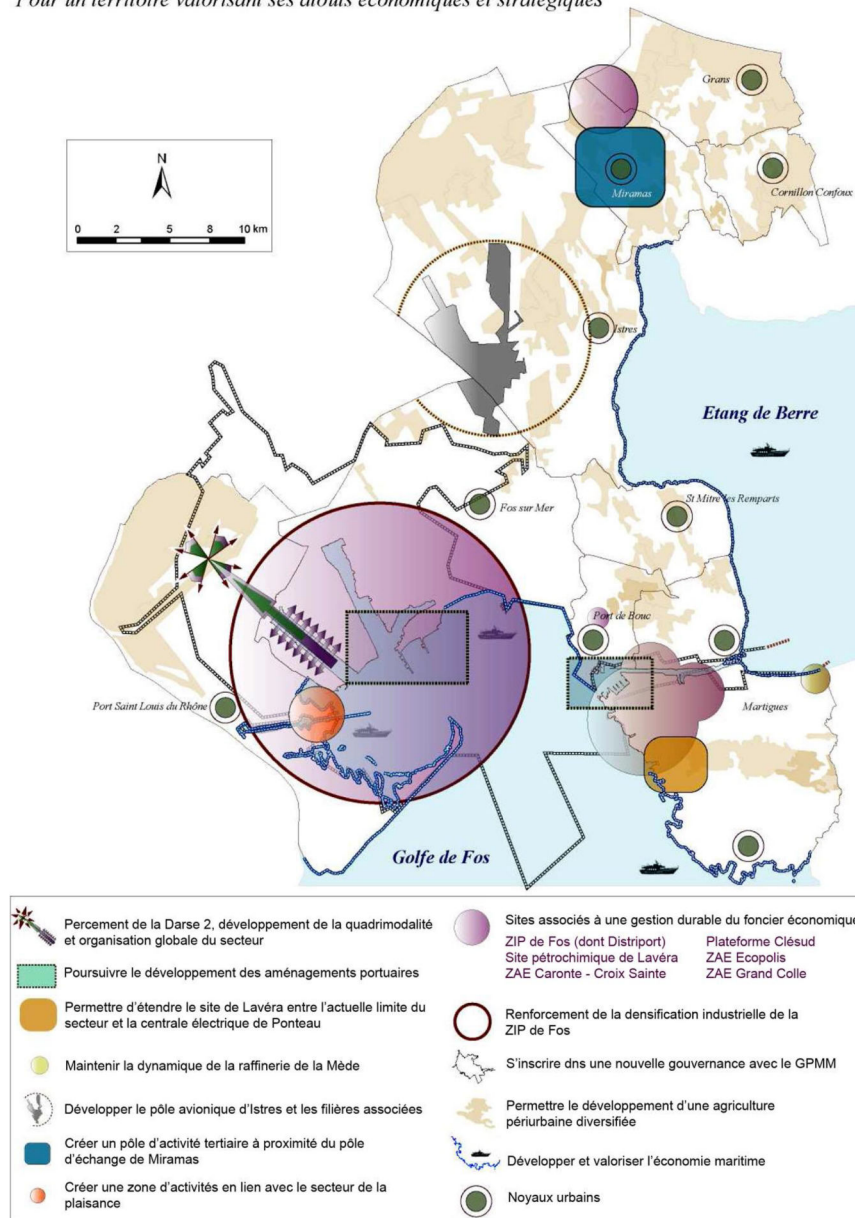 Pour un territoire valorisant ses atouts économiques et stratégiques
Grans
N
Miramas
Cornillon Confoux
0 2 5 8 10 km
Istres
Etang de Berre
Fos sur Mer
St Mitre les Remparts
Port de Bouc
Port Saint Louis du Rhône
Martigues
Golfe de Fos
Percement de la Darse 2, développement de la quadrimodalité
et organisation globale du secteur
Poursuivre le développement des aménagements portuaires
Permettre d'étendre le site de Lavéra entre l'actuelle limite du
secteur et la centrale électrique de Ponteau
Maintenir la dynamique de la raffinerie de la Mède
Développer le pôle avionique d'Istres et les filières associées
Créer un pôle d'activité tertiaire à proximité du pôle
d'échange de Miramas
Créer une zone d'activités en lien avec le secteur de la
plaisance
Sites associés à une gestion durable du foncier économique
ZIP de Fos (dont Distriport) Plateforme Clésud
Site pétrochimique de Lavéra ZAE Ecopolis
ZAE Caronte - Croix Sainte ZAE Grand Colle
Renforcement de la densification industrielle de la
ZIP de Fos
S'inscrire dns une nouvelle gouvernance avec le GPMM
Permettre le développement d'une agriculture
périurbaine diversifiée
Développer et valoriser l'économie maritime
Noyaux urbains